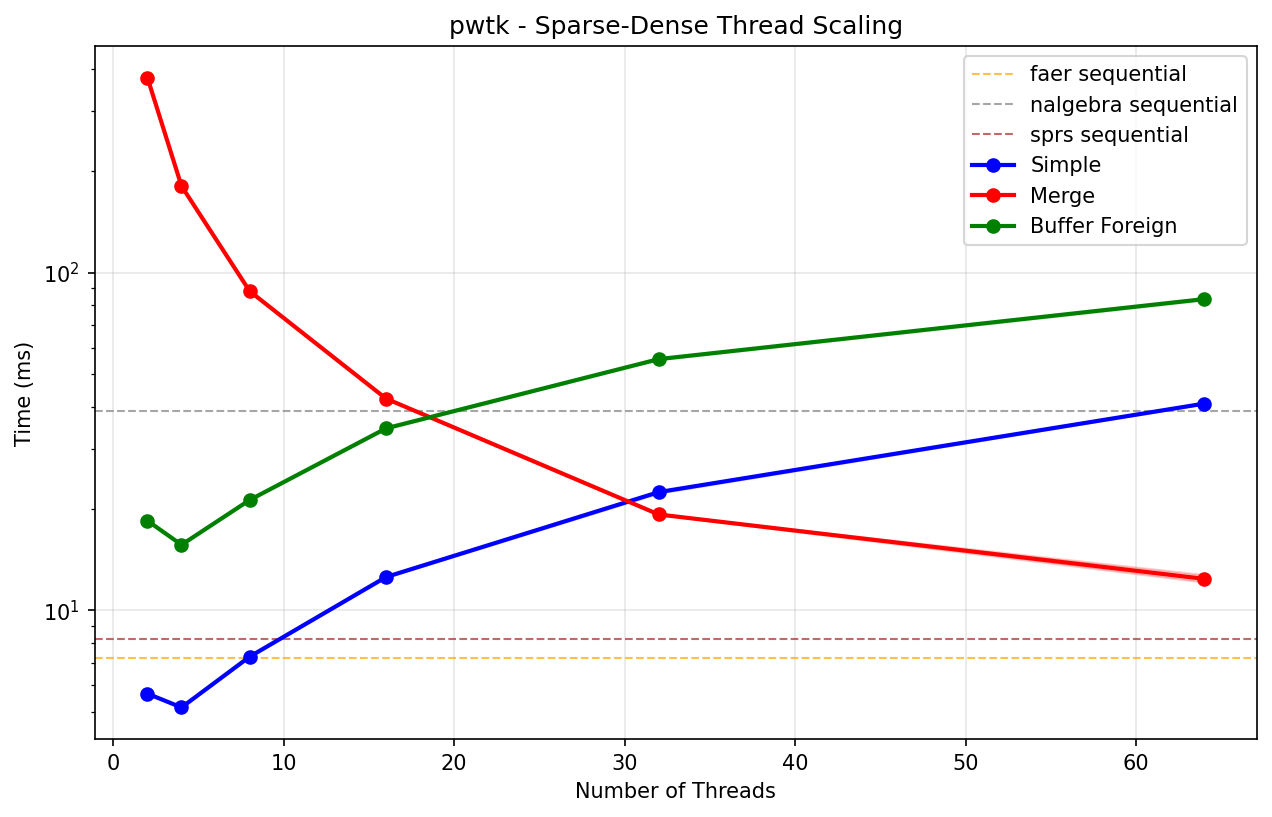 pwtk - Sparse-Dense Thread Scaling
faer sequential
nalgebra sequential
sprs sequential
Simple
Merge
Buffer Foreign
Time (ms)
10²
10¹
0 10 20 30 40 50 60
Number of Threads